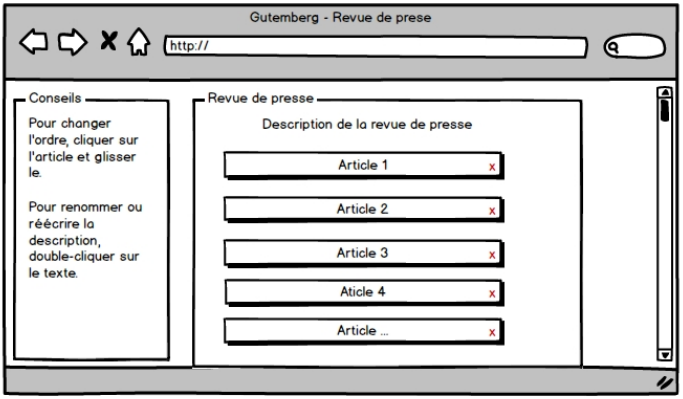 Gutemberg - Revue de prese
http://
Conseils
Pour changer
l'ordre, cliquer sur
l'article et glisser
le.
Pour renommer ou
réécrire la
description,
double-cliquer sur
le texte.
Revue de presse
Description de la revue de presse
Article 1 x
Article 2 x
Article 3 x
Aticle 4 x
Article ... x